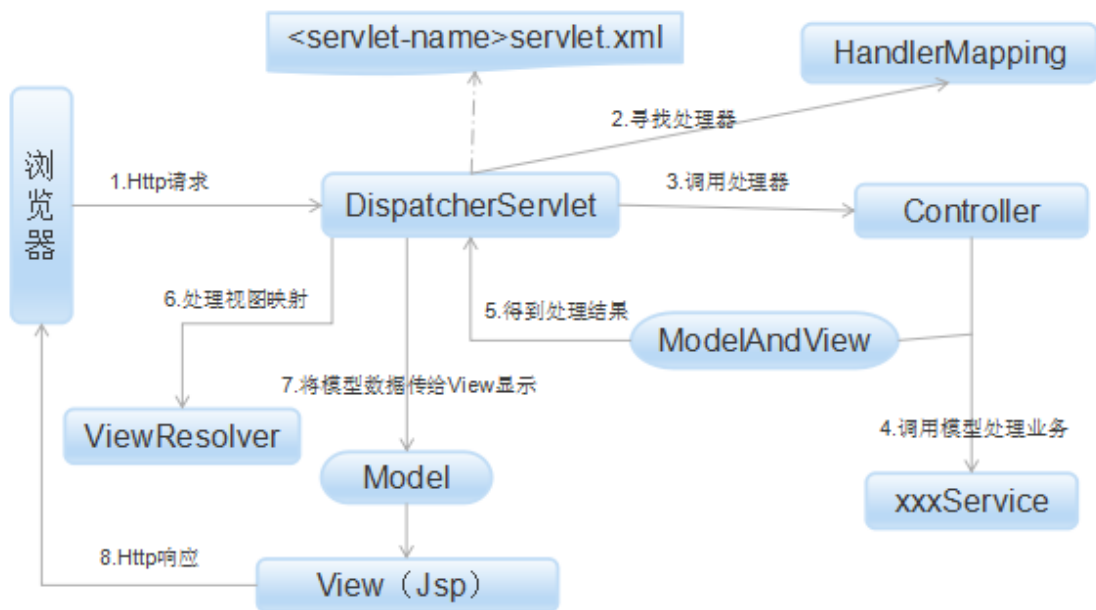 <servlet-name>servlet.xml
HandlerMapping
2.寻找处理器
浏览器
1.Http请求
DispatcherServlet
3.调用处理器
Controller
6.处理视图映射
5.得到处理结果
ModelAndView
7.将模型数据传给View显示
ViewResolver
4.调用模型处理业务
Model
xxxService
8.Http响应
View（Jsp）